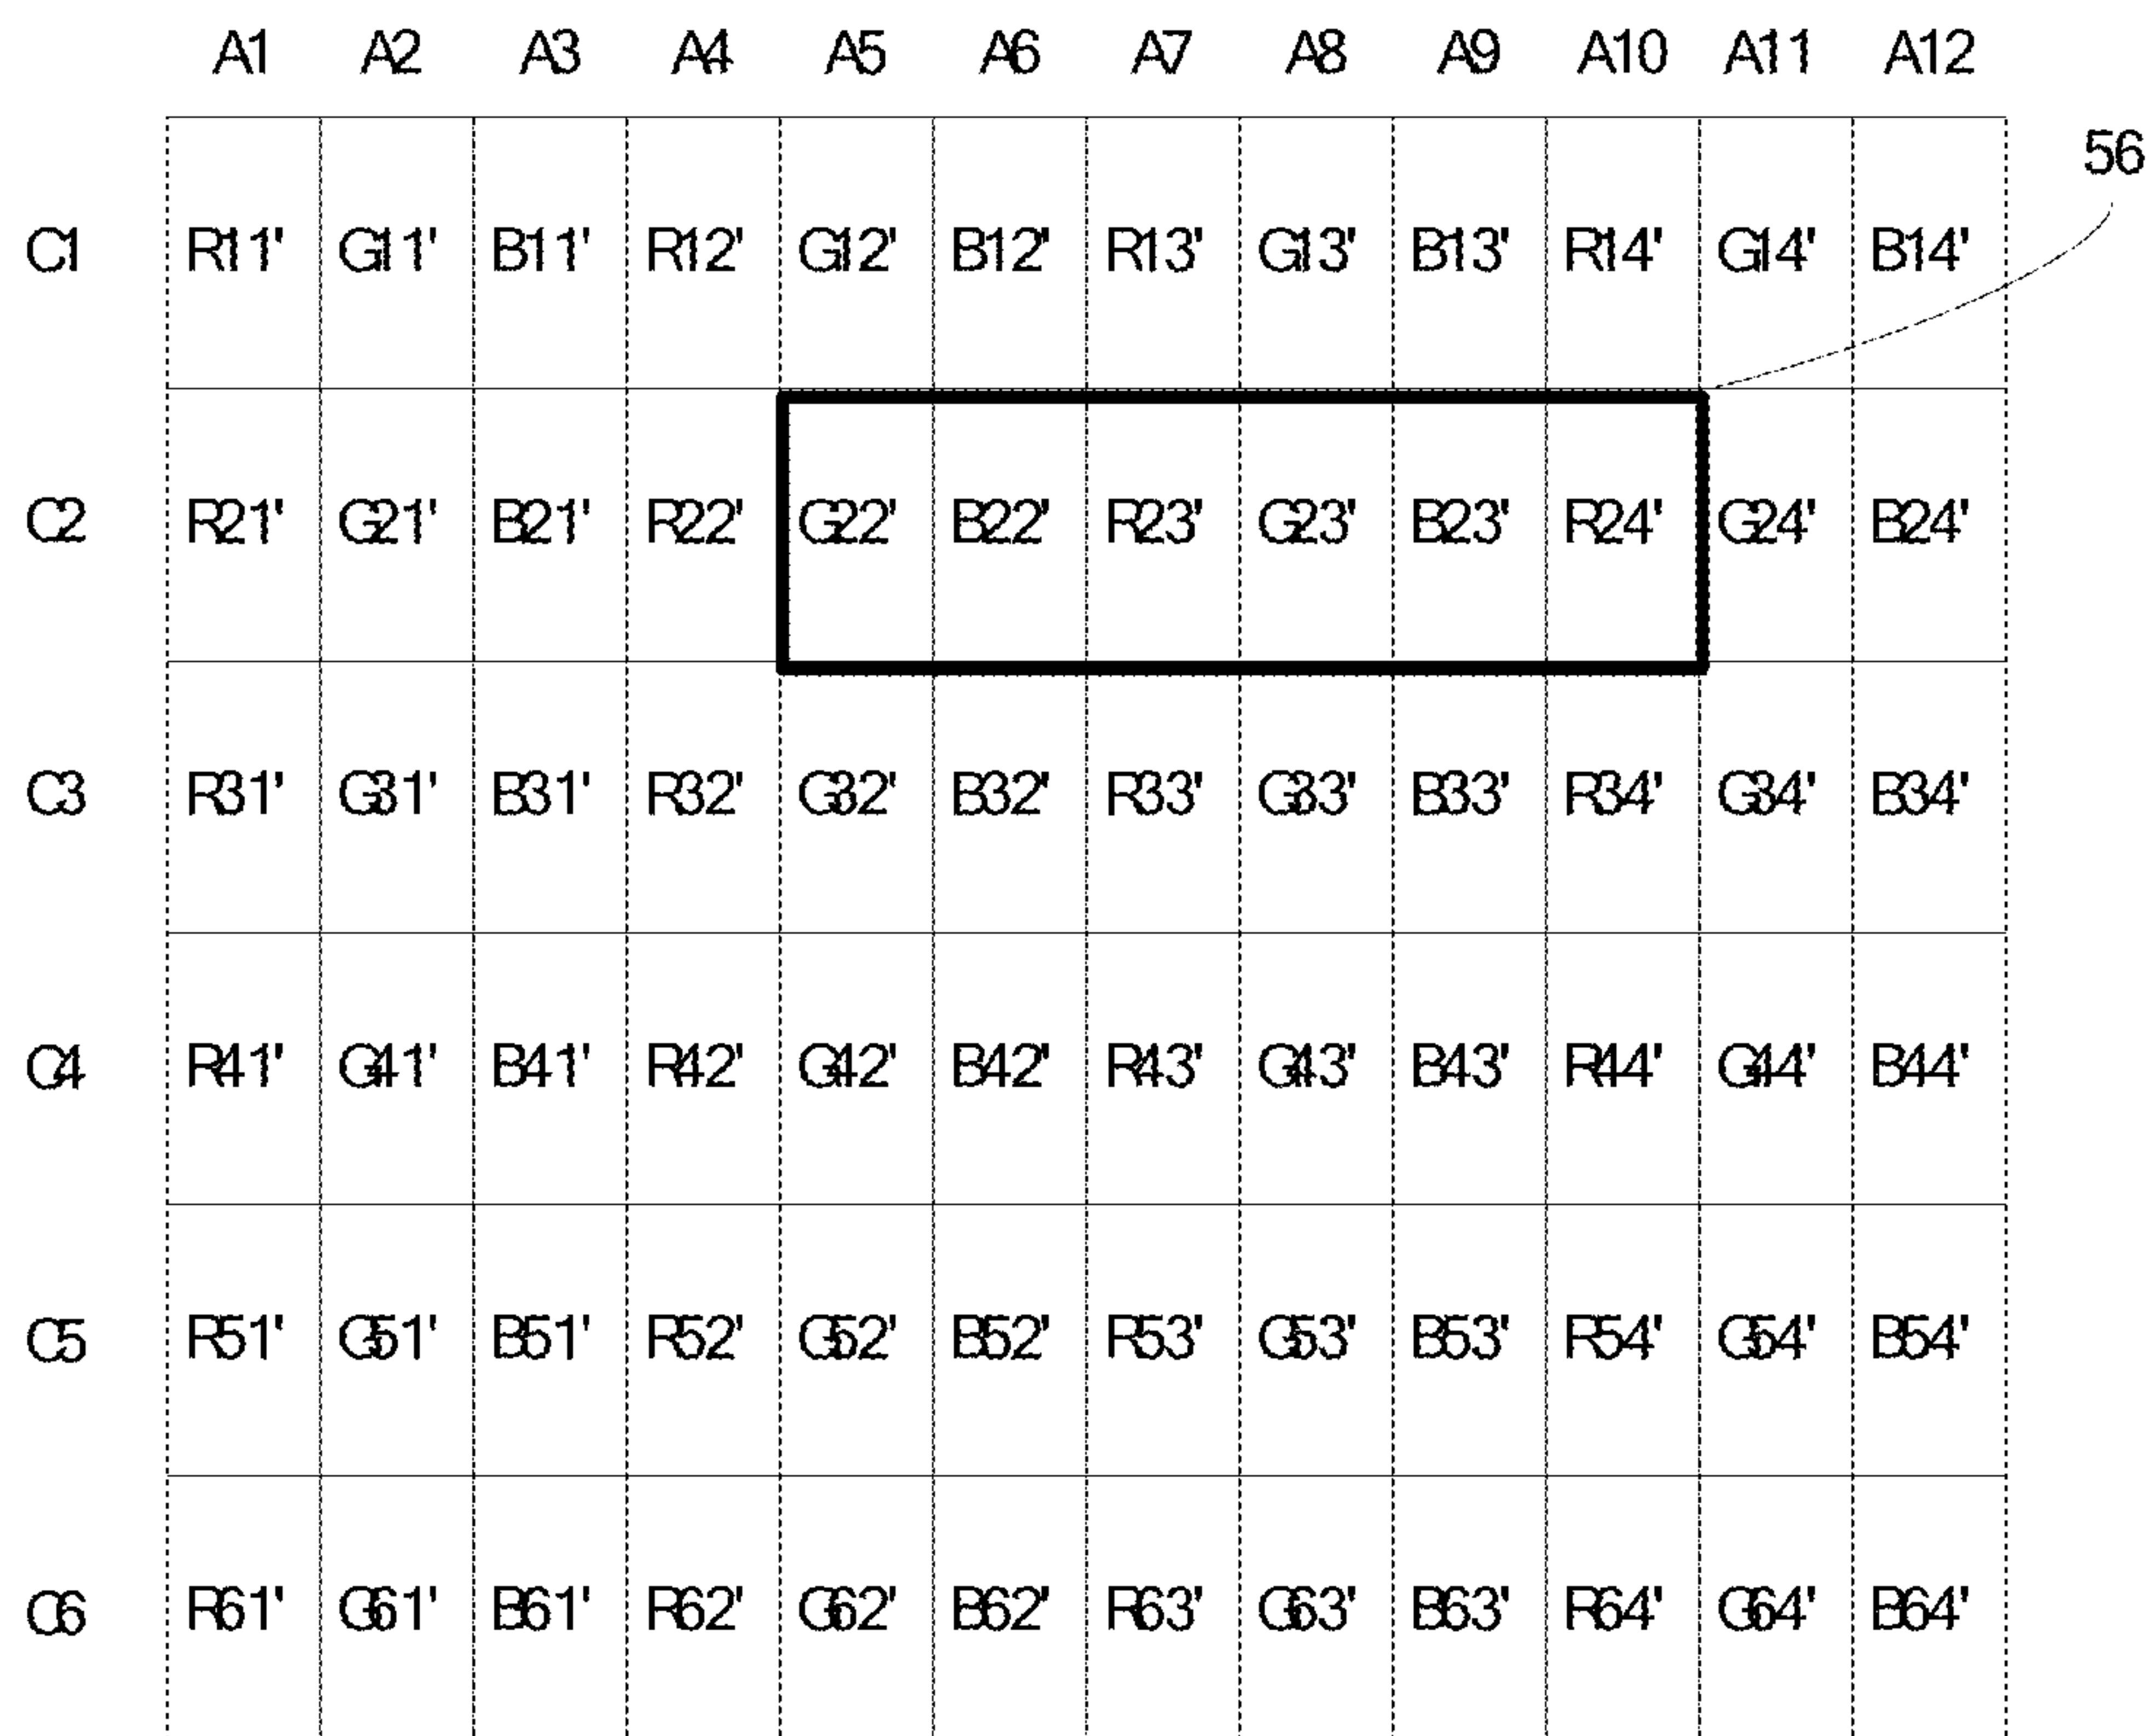 A1 A2 A3 A4 A5 A6 A7 A8 A9 A10 A11 A12
56
C1 R11' G11' B11' R12' G12' B12' R13' G13' B13' R14' G14' B14'
C2 R21' G21' B21' R22' G22' B22' R23' G23' B23' R24' G24' B24'
C3 R31' G31' B31' R32' G32' B32' R33' G33' B33' R34' G34' B34'
C4 R41' G41' B41' R42' G42' B42' R43' G43' B43' R44' G44' B44'
C5 R51' G51' B51' R52' G52' B52' R53' G53' B53' R54' G54' B54'
C6 R61' G61' B61' R62' G62' B62' R63' G63' B63' R64' G64' B64'